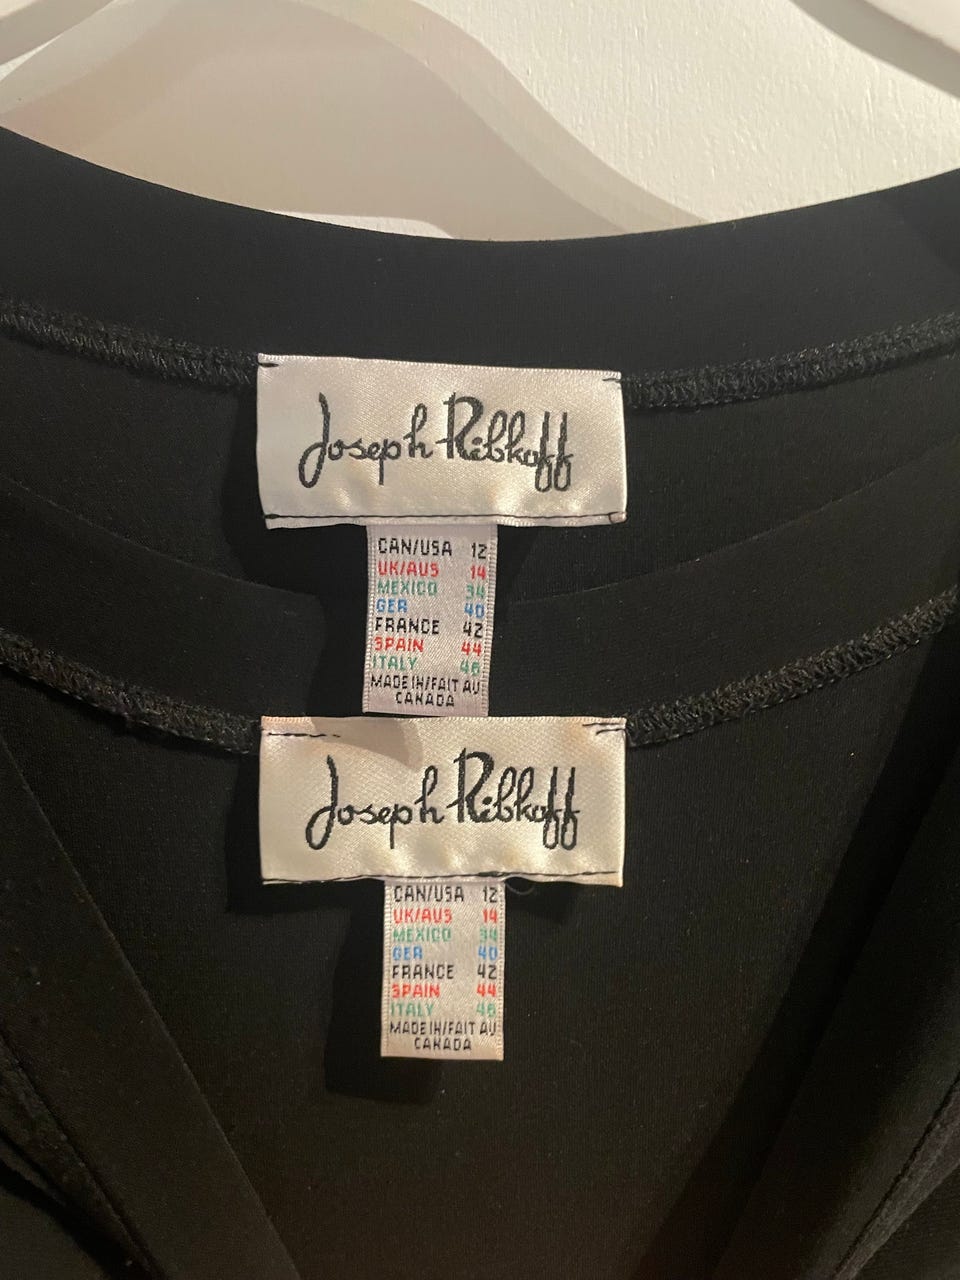 Joseph Ribkoff
CAN/USA 12
UK/AUS 14
MEXICO 34
GER 40
FRANCE 42
SPAIN 44
ITALY 46
MADE IN/FAIT AU
CANADA
Joseph Ribkoff
CAN/USA 12
UK/AUS 14
MEXICO 34
GER 40
FRANCE 42
SPAIN 44
ITALY 46
MADE IN/FAIT AU
CANADA